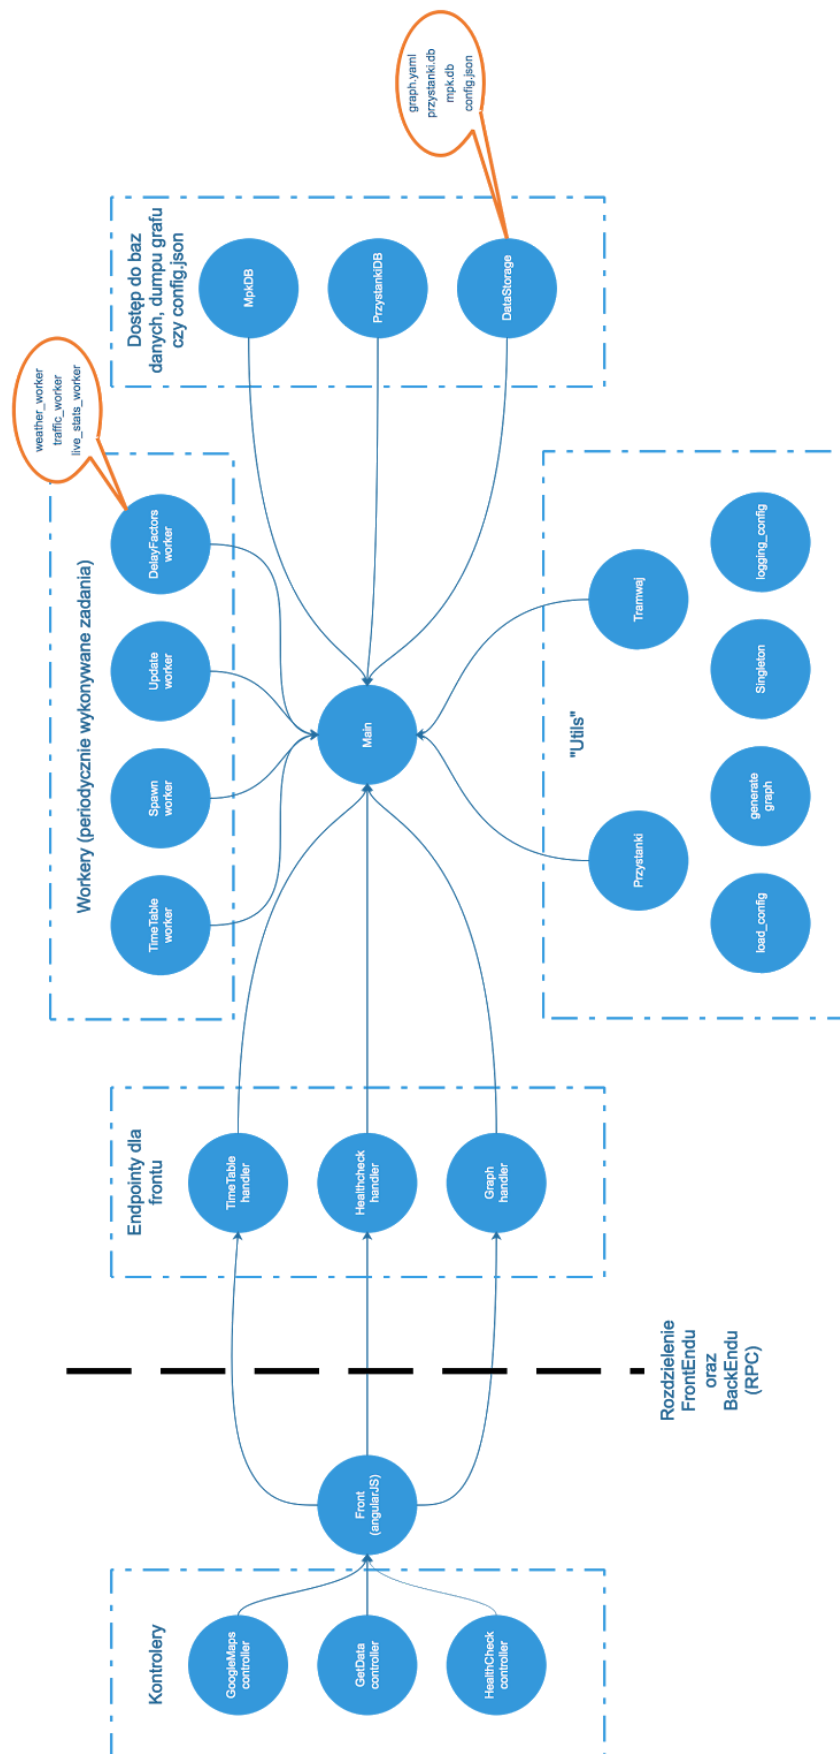 Kontrolery
GoogleMaps
controller
GetData
controller
HealthCheck
controller
Front
(angularJS)
Rozdzielenie
FrontEndu
oraz
BackEndu
(RPC)
Endpointy dla
frontu
TimeTable
handler
Healthcheck
handler
Graph
handler
Workery (periodycznie wykonywane zadania)
TimeTable
worker
Spawn
worker
Update
worker
DelayFactors
worker
weather_worker
traffic_worker
live_stats_worker
Main
"Utils"
Przystanki
Tramwaj
load_config
generate
graph
Singleton
logging_config
Dostęp do baz
danych, dumpu grafu
czy config.json
MpkDB
PrzystankiDB
DataStorage
graph.yaml
przystanki.db
mpk.db
config.json